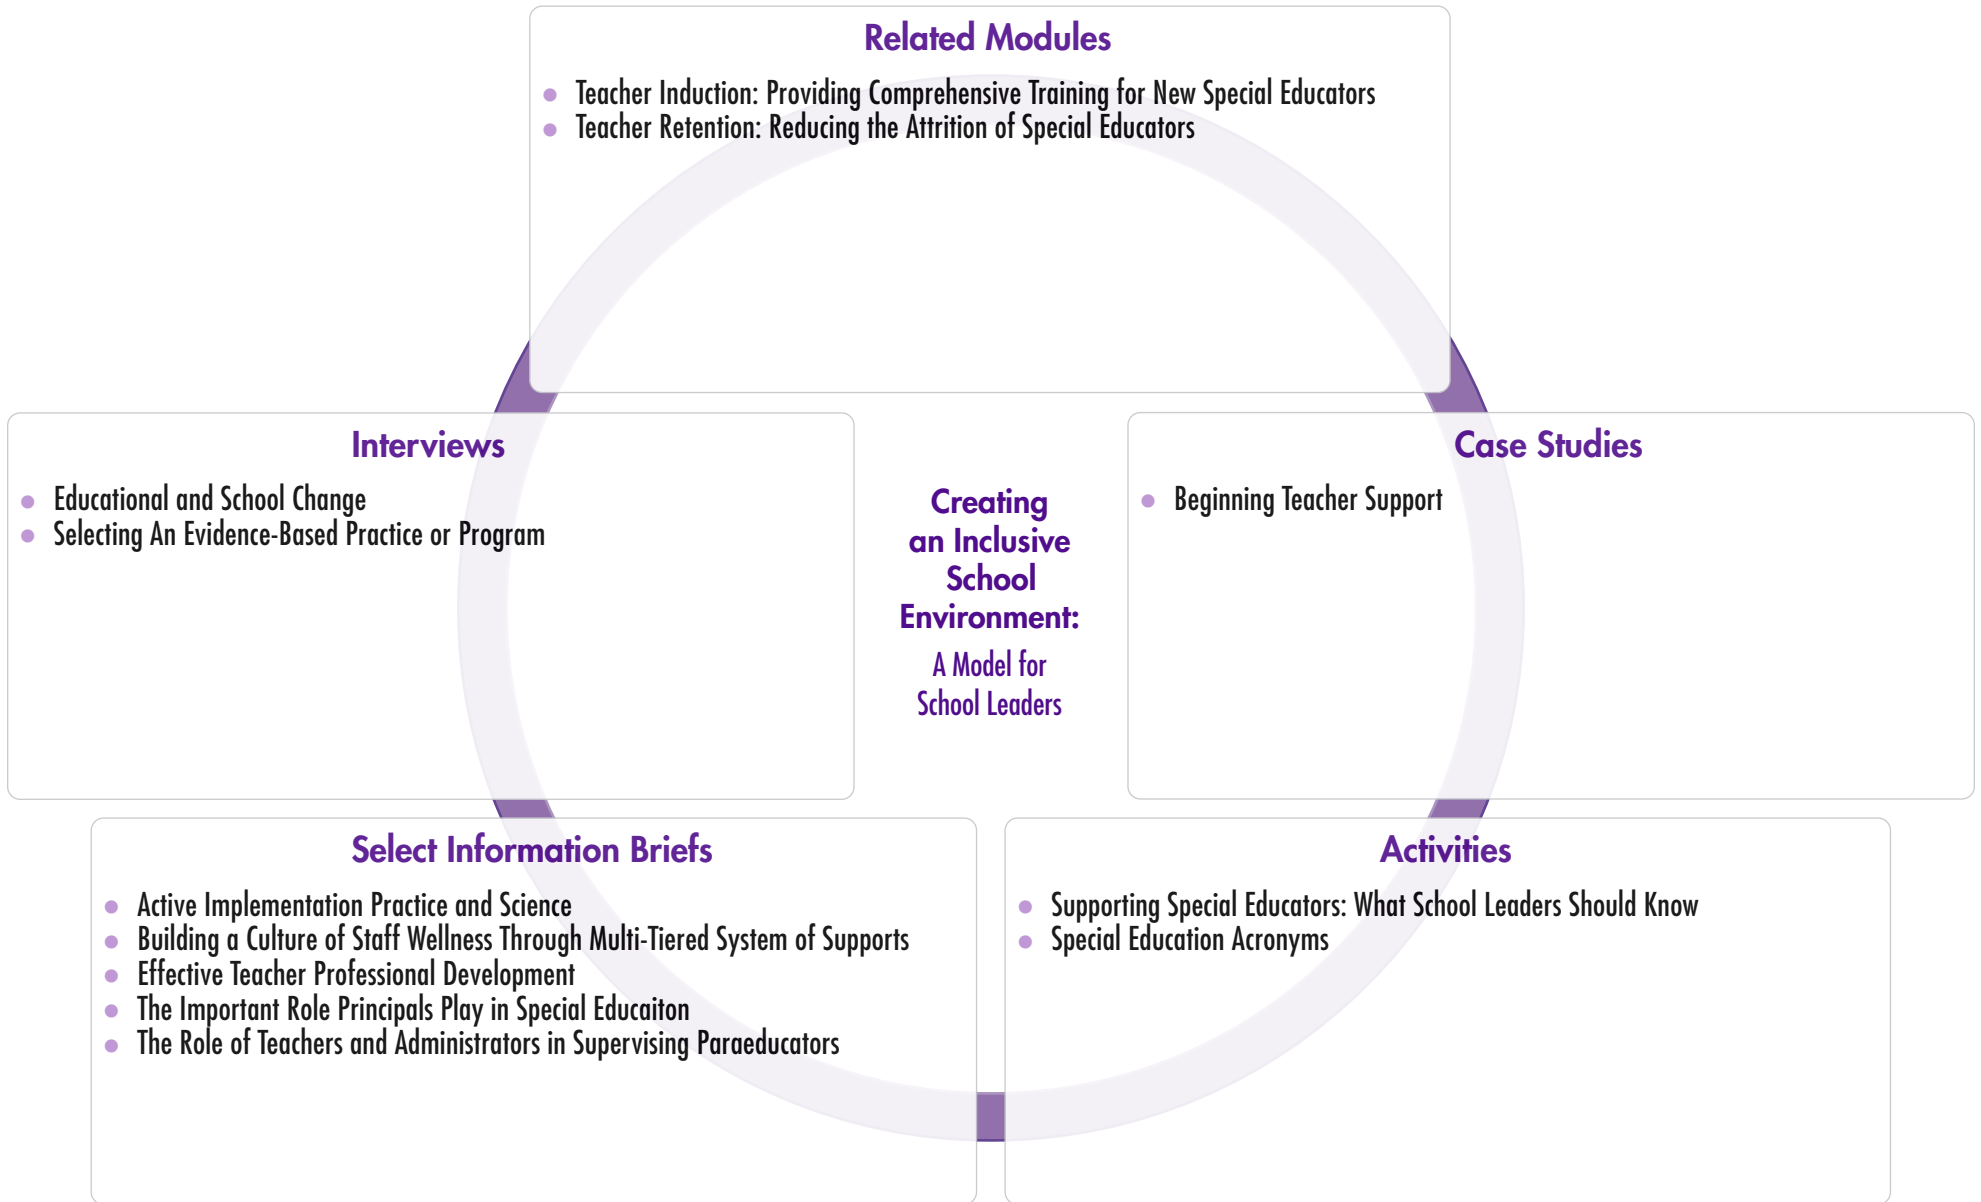 Related Modules
Teacher Induction: Providing Comprehensive Training for New Special Educators
Teacher Retention: Reducing the Attrition of Special Educators
Interviews
Educational and School Change
Selecting An Evidence-Based Practice or Program
Creating
an Inclusive
School
Environment:
A Model for
School Leaders
Case Studies
Beginning Teacher Support
Select Information Briefs
Active Implementation Practice and Science
Building a Culture of Staff Wellness Through Multi-Tiered System of Supports
Effective Teacher Professional Development
The Important Role Principals Play in Special Educaiton
The Role of Teachers and Administrators in Supervising Paraeducators
Activities
Supporting Special Educators: What School Leaders Should Know
Special Education Acronyms